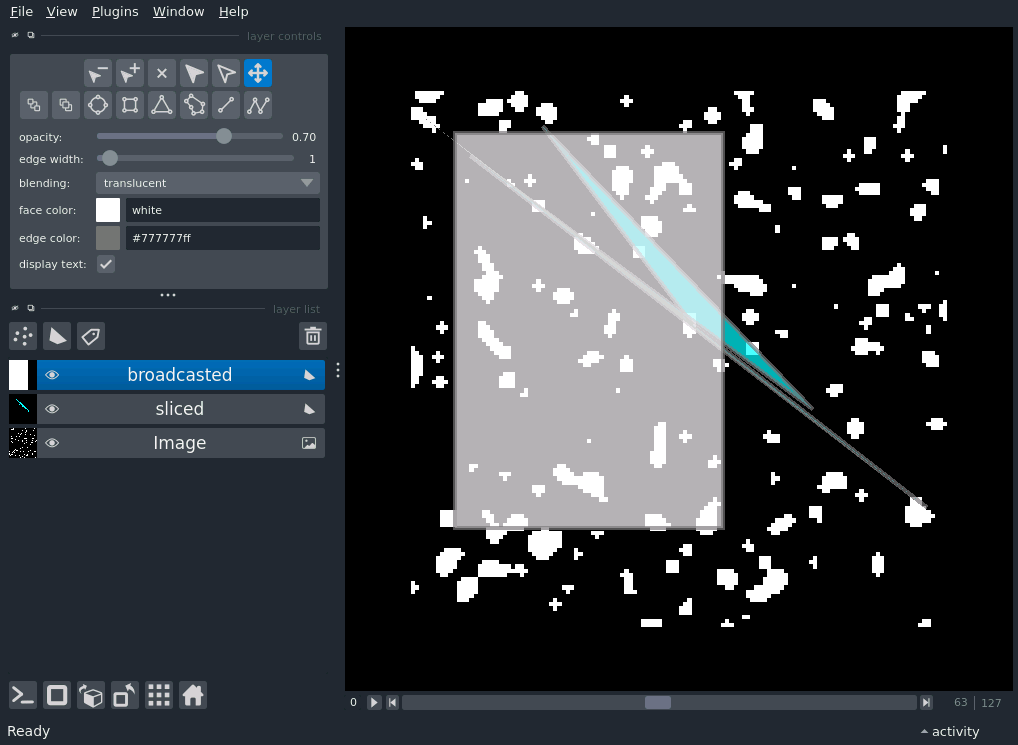 File View Plugins Window Help
layer controls
opacity: 0.70
edge width: 1
blending: translucent
face color: white
edge color: #777777ff
display text:
layer list
broadcasted
sliced
Image
0 63 127
Ready activity